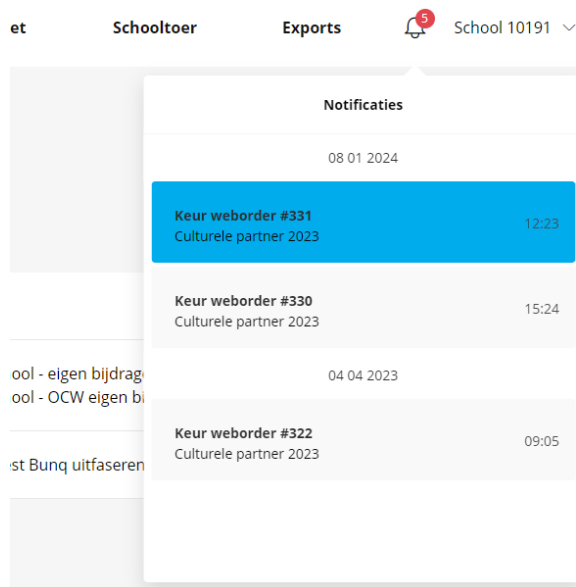 et Schooltoer Exports 5 School 10191
Notificaties
08 01 2024
Keur weborder #331
Culturele partner 2023
12:23
Keur weborder #330
Culturele partner 2023
15:24
ool - eigen bijdrag
ool - OCW eigen bi
04 04 2023
Keur weborder #322
Culturele partner 2023
09:05
st Bunq uitfaseren